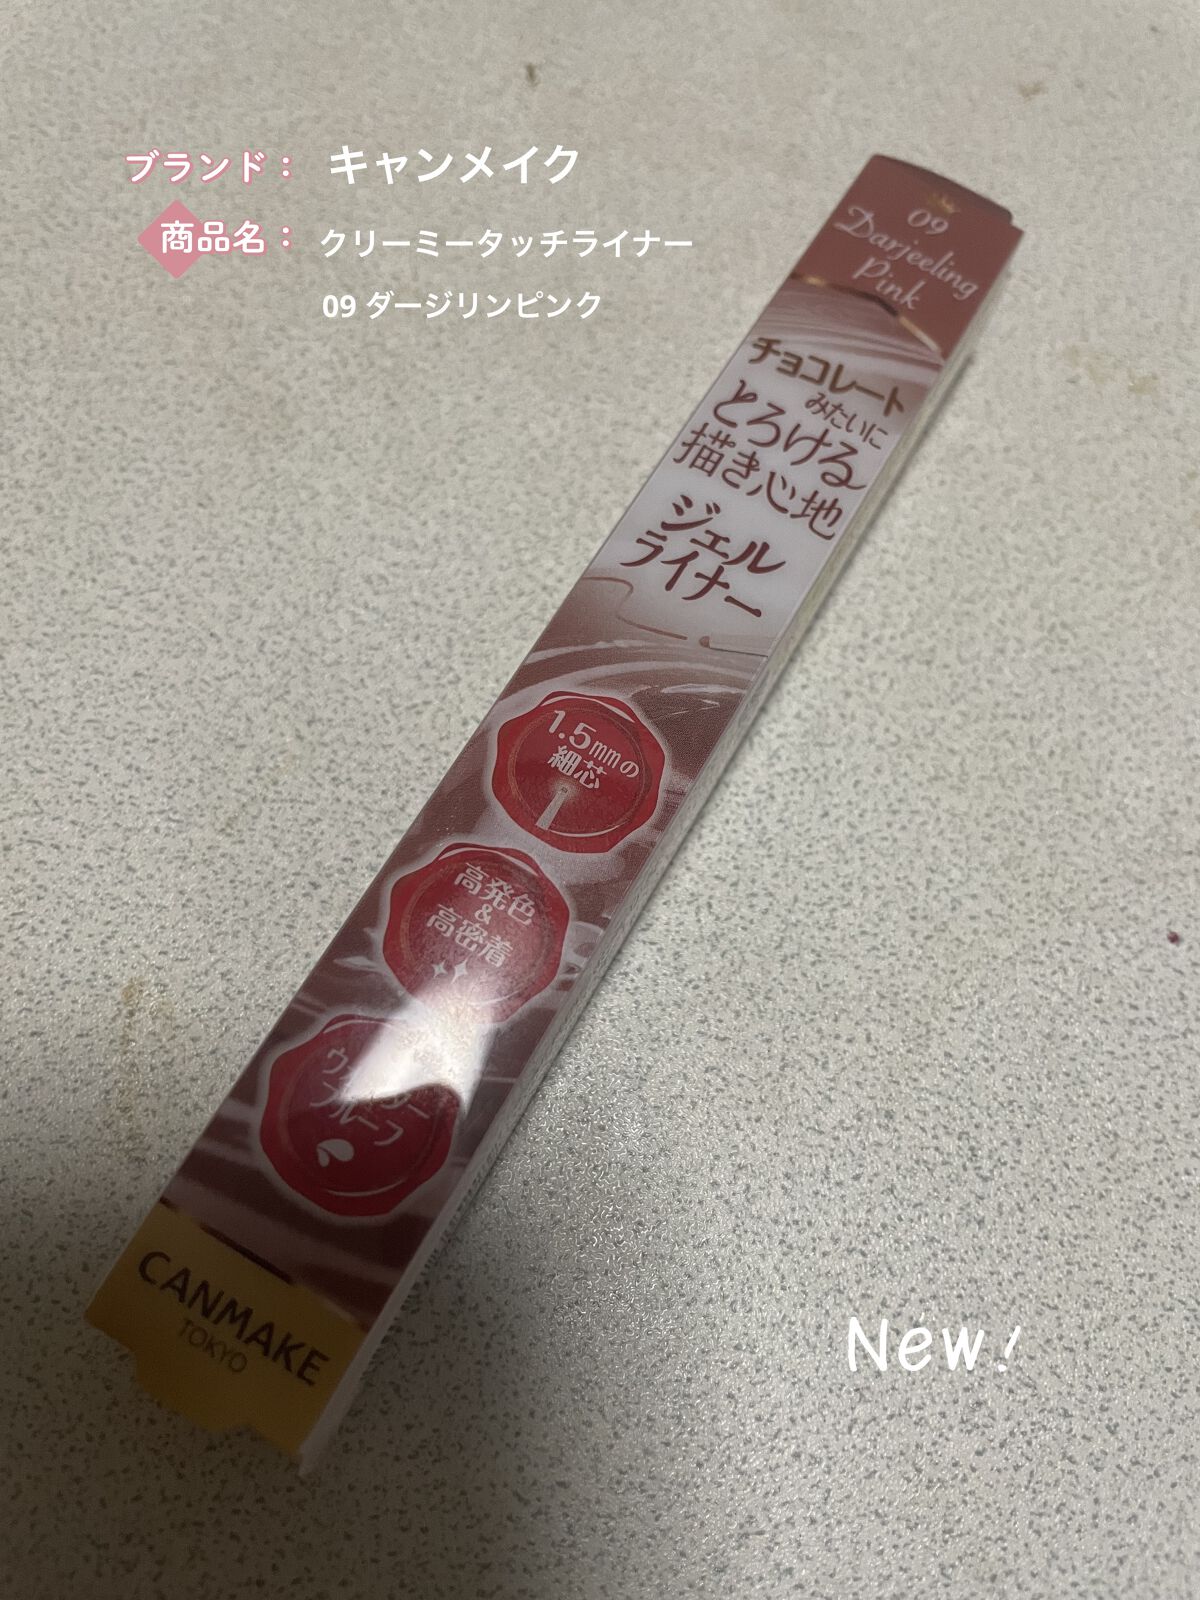 ブランド： キャンメイク
商品名： クリーミータッチライナー
09 ダージリンピンク
09
Darjeeling
Pink
チョコレート
みたいに
とろける
描き心地
ジェル
ライナー
1.5mmの
細芯
高発色
&
高密着
プルーフ
CANMAKE
TOKYO
New!